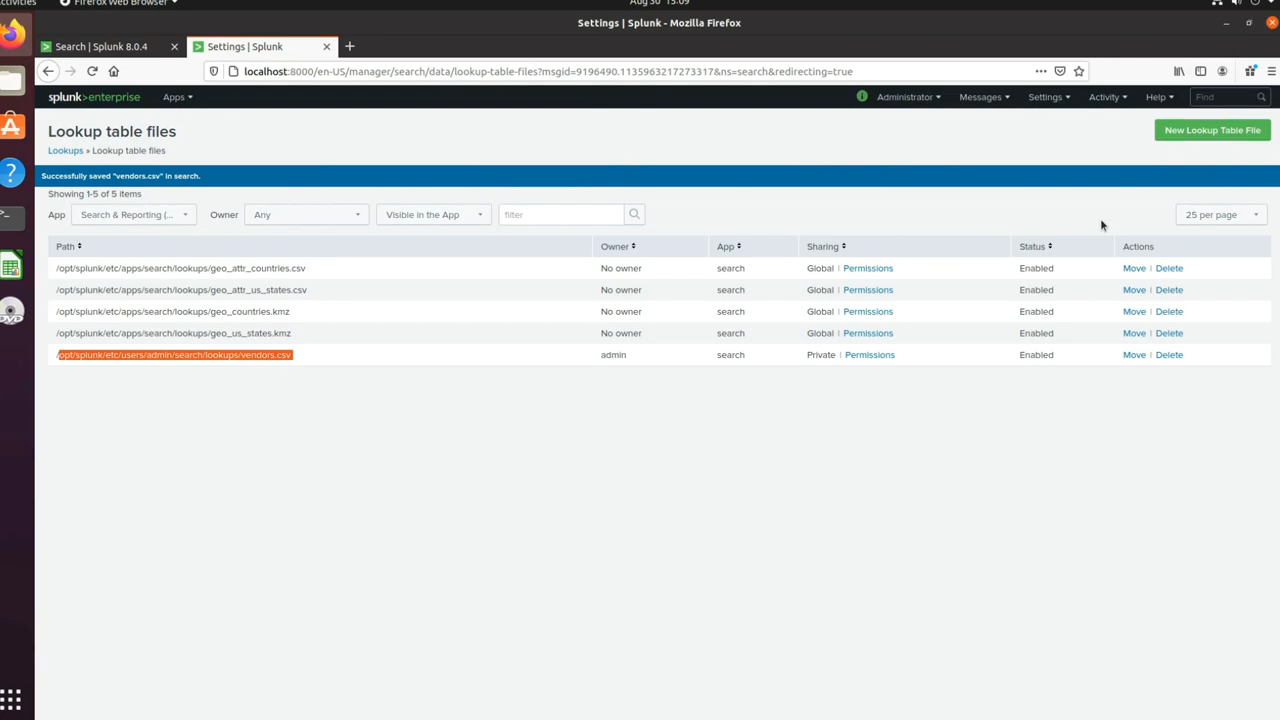 Activities Firefox Web Browser Aug 30 15:09
Settings | Splunk - Mozilla Firefox
Search | Splunk 8.0.4 Settings | Splunk
localhost:8000/en-US/manager/search/data/lookup-table-files?msgid=9196490.1135963217273317&ns=search&redirecting=true
splunk>enterprise Apps Administrator Messages Settings Activity Help Find
Lookup table files New Lookup Table File
Lookups » Lookup table files
Successfully saved "vendors.csv" in search.
Showing 1-5 of 5 items
App Search & Reporting (... Owner Any Visible in the App filter 25 per page
Path Owner App Sharing Status Actions
/opt/splunk/etc/apps/search/lookups/geo_attr_countries.csv No owner search Global | Permissions Enabled Move | Delete
/opt/splunk/etc/apps/search/lookups/geo_attr_us_states.csv No owner search Global | Permissions Enabled Move | Delete
/opt/splunk/etc/apps/search/lookups/geo_countries.kmz No owner search Global | Permissions Enabled Move | Delete
/opt/splunk/etc/apps/search/lookups/geo_us_states.kmz No owner search Global | Permissions Enabled Move | Delete
/opt/splunk/etc/users/admin/search/lookups/vendors.csv admin search Private | Permissions Enabled Move | Delete